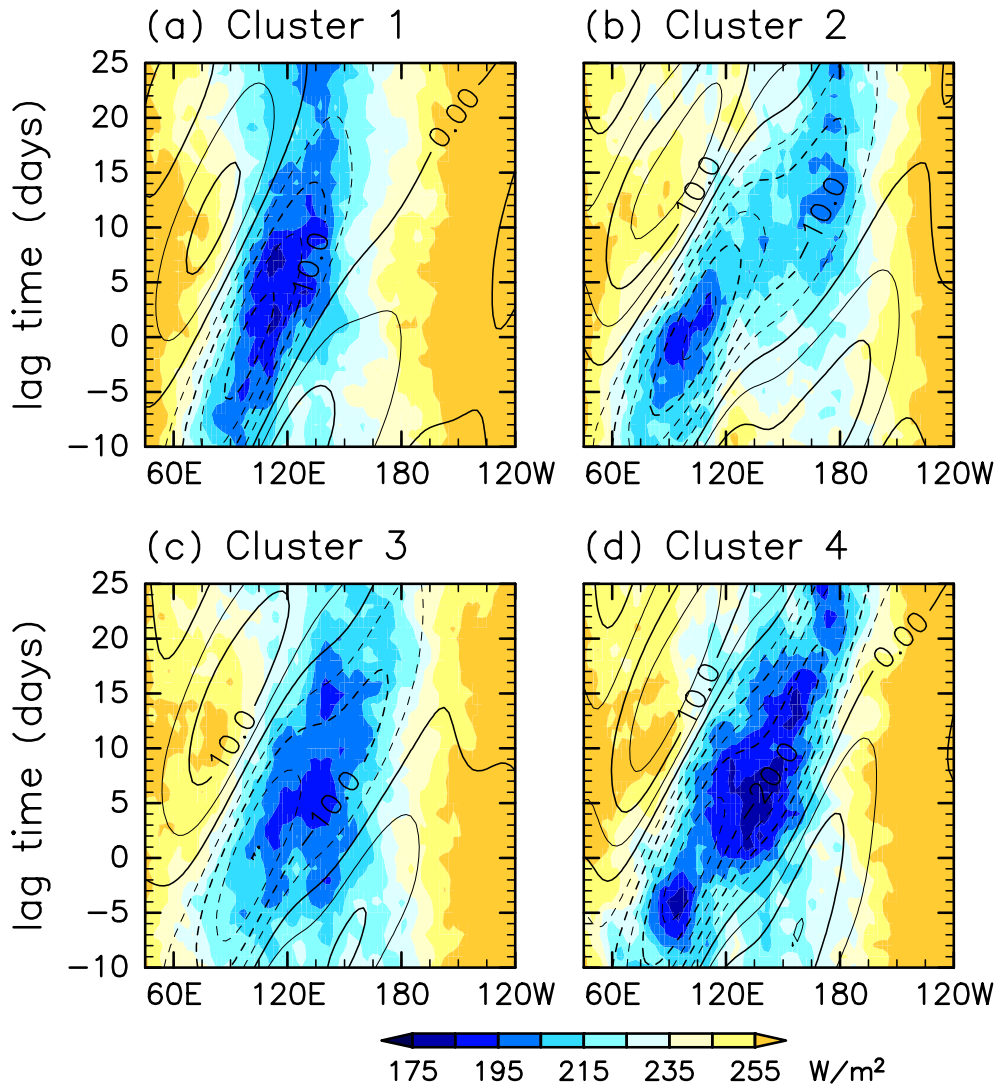 (a) Cluster 1
(b) Cluster 2
lag time (days)
25
20
15
10
5
0
−5
−10
0.00
10.0
10.0
10.0
60E 120E 180 120W
60E 120E 180 120W
(c) Cluster 3
(d) Cluster 4
lag time (days)
25
20
15
10
5
0
−5
−10
10.0
10.0
10.0
20.0
0.00
60E 120E 180 120W
60E 120E 180 120W
175 195 215 235 255 W/m²